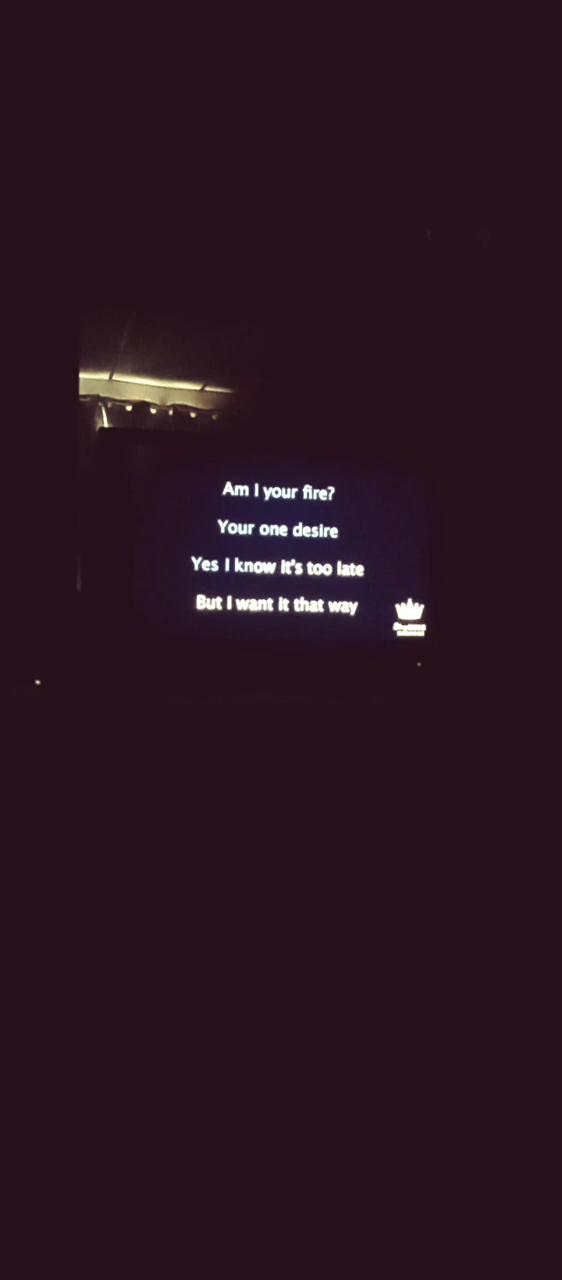 Am I your fire?
Your one desire
Yes I know it's too late
But I want it that way